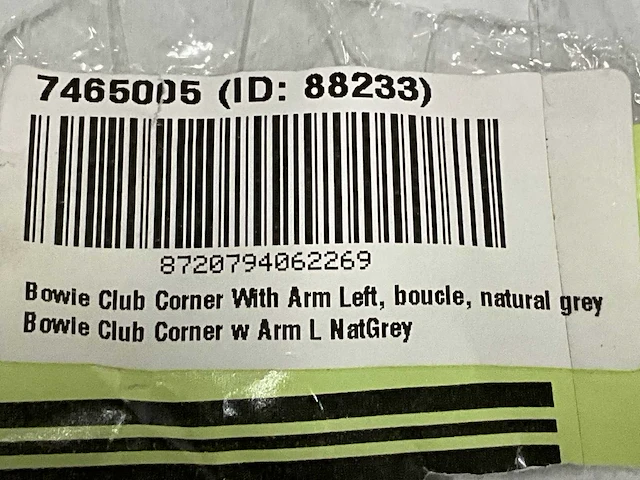 7465005 (ID: 88233)
8720794062269
Bowie Club Corner With Arm Left, boucle, natural grey
Bowie Club Corner w Arm L NatGrey